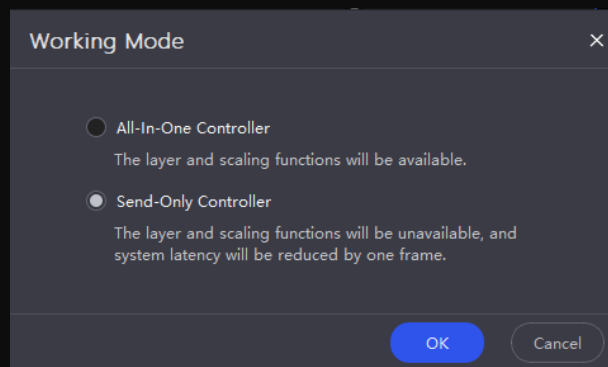 Working Mode
All-In-One Controller
The layer and scaling functions will be available.
Send-Only Controller
The layer and scaling functions will be unavailable, and
system latency will be reduced by one frame.
OK
Cancel